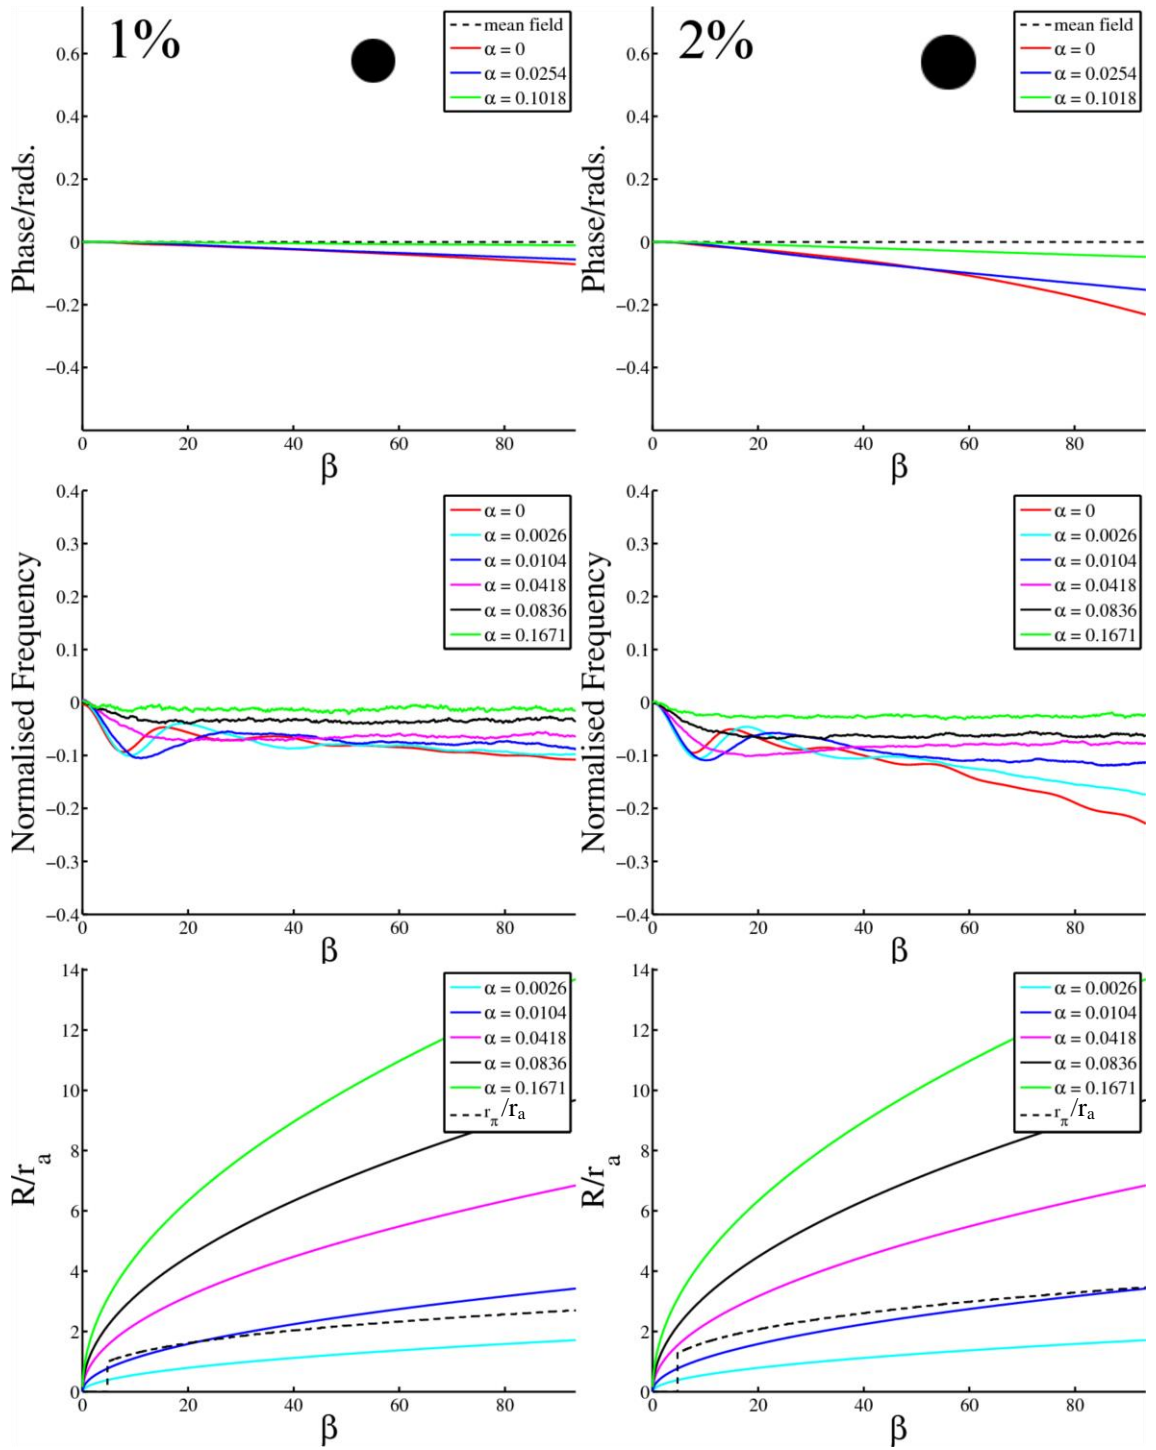 1%
mean field
α = 0
α = 0.0254
α = 0.1018
0.6
0.4
0.2
0
−0.2
−0.4
Phase/rads.
0 20 40 60 80
β
2%
mean field
α = 0
α = 0.0254
α = 0.1018
0.6
0.4
0.2
0
−0.2
−0.4
Phase/rads.
0 20 40 60 80
β
α = 0
α = 0.0026
α = 0.0104
α = 0.0418
α = 0.0836
α = 0.1671
0.4
0.3
0.2
0.1
0
−0.1
−0.2
−0.3
−0.4
Normalised Frequency
0 20 40 60 80
β
α = 0
α = 0.0026
α = 0.0104
α = 0.0418
α = 0.0836
α = 0.1671
0.4
0.3
0.2
0.1
0
−0.1
−0.2
−0.3
−0.4
Normalised Frequency
0 20 40 60 80
β
α = 0.0026
α = 0.0104
α = 0.0418
α = 0.0836
α = 0.1671
r_π/r_a
14
12
10
8
6
4
2
0
R/r_a
0 20 40 60 80
β
α = 0.0026
α = 0.0104
α = 0.0418
α = 0.0836
α = 0.1671
r_π/r_a
14
12
10
8
6
4
2
0
R/r_a
0 20 40 60 80
β